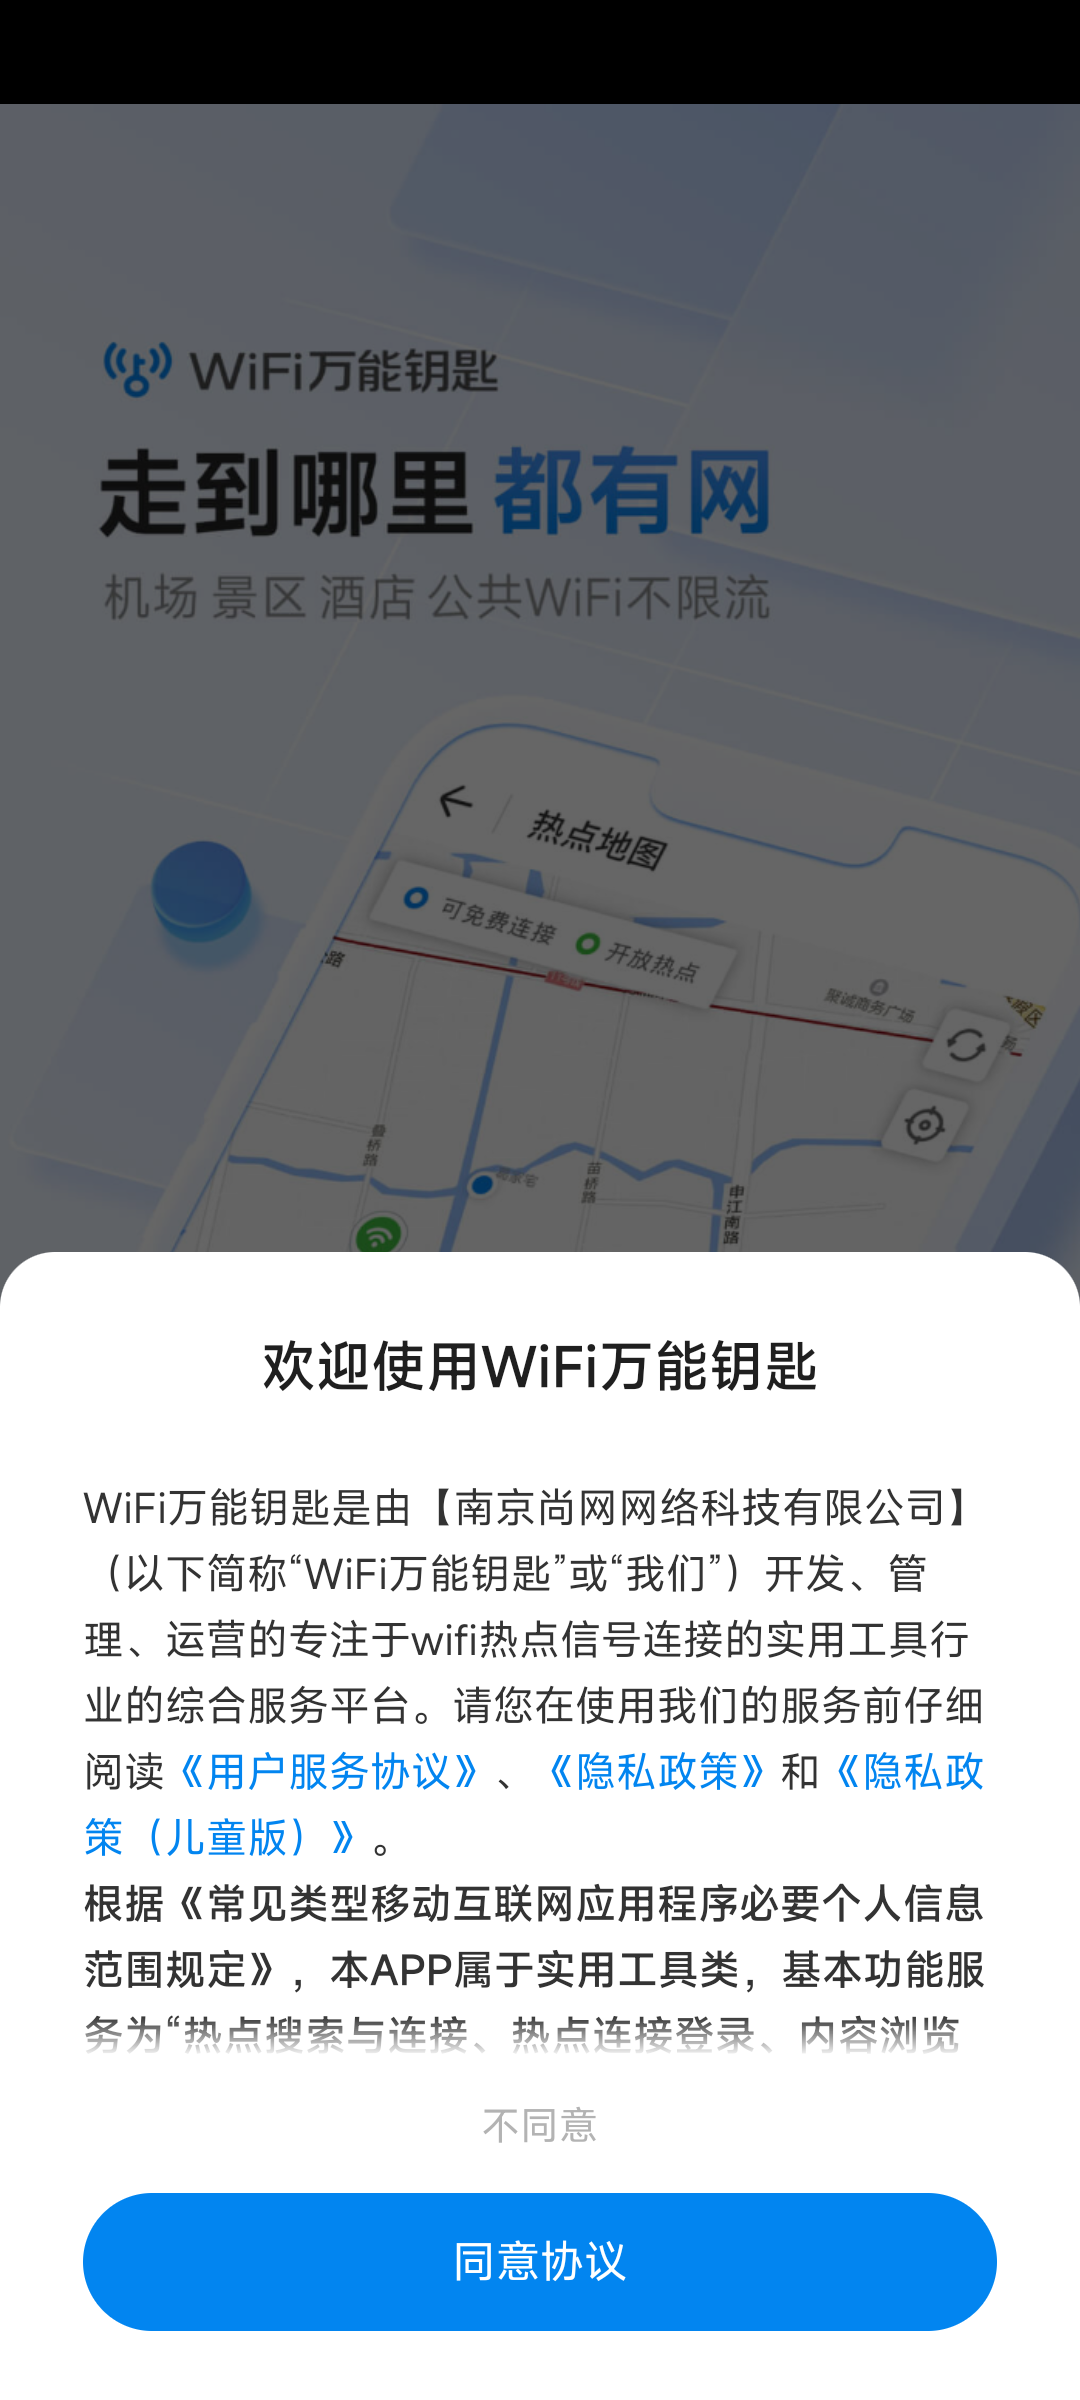 WiFi万能钥匙
走到哪里 都有网
机场 景区 酒店 公共WiFi不限流
热点地图
可免费连接 开放热点
聚诚商务广场
叠桥路
苗桥路
申江南路
欢迎使用WiFi万能钥匙
WiFi万能钥匙是由【南京尚网网络科技有限公司】
（以下简称“WiFi万能钥匙”或“我们”）开发、管
理、运营的专注于wifi热点信号连接的实用工具行
业的综合服务平台。请您在使用我们的服务前仔细
阅读《用户服务协议》、《隐私政策》和《隐私政
策（儿童版）》。
根据《常见类型移动互联网应用程序必要个人信息
范围规定》，本APP属于实用工具类，基本功能服
务为“热点搜索与连接、热点连接登录、内容浏览
不同意
同意协议